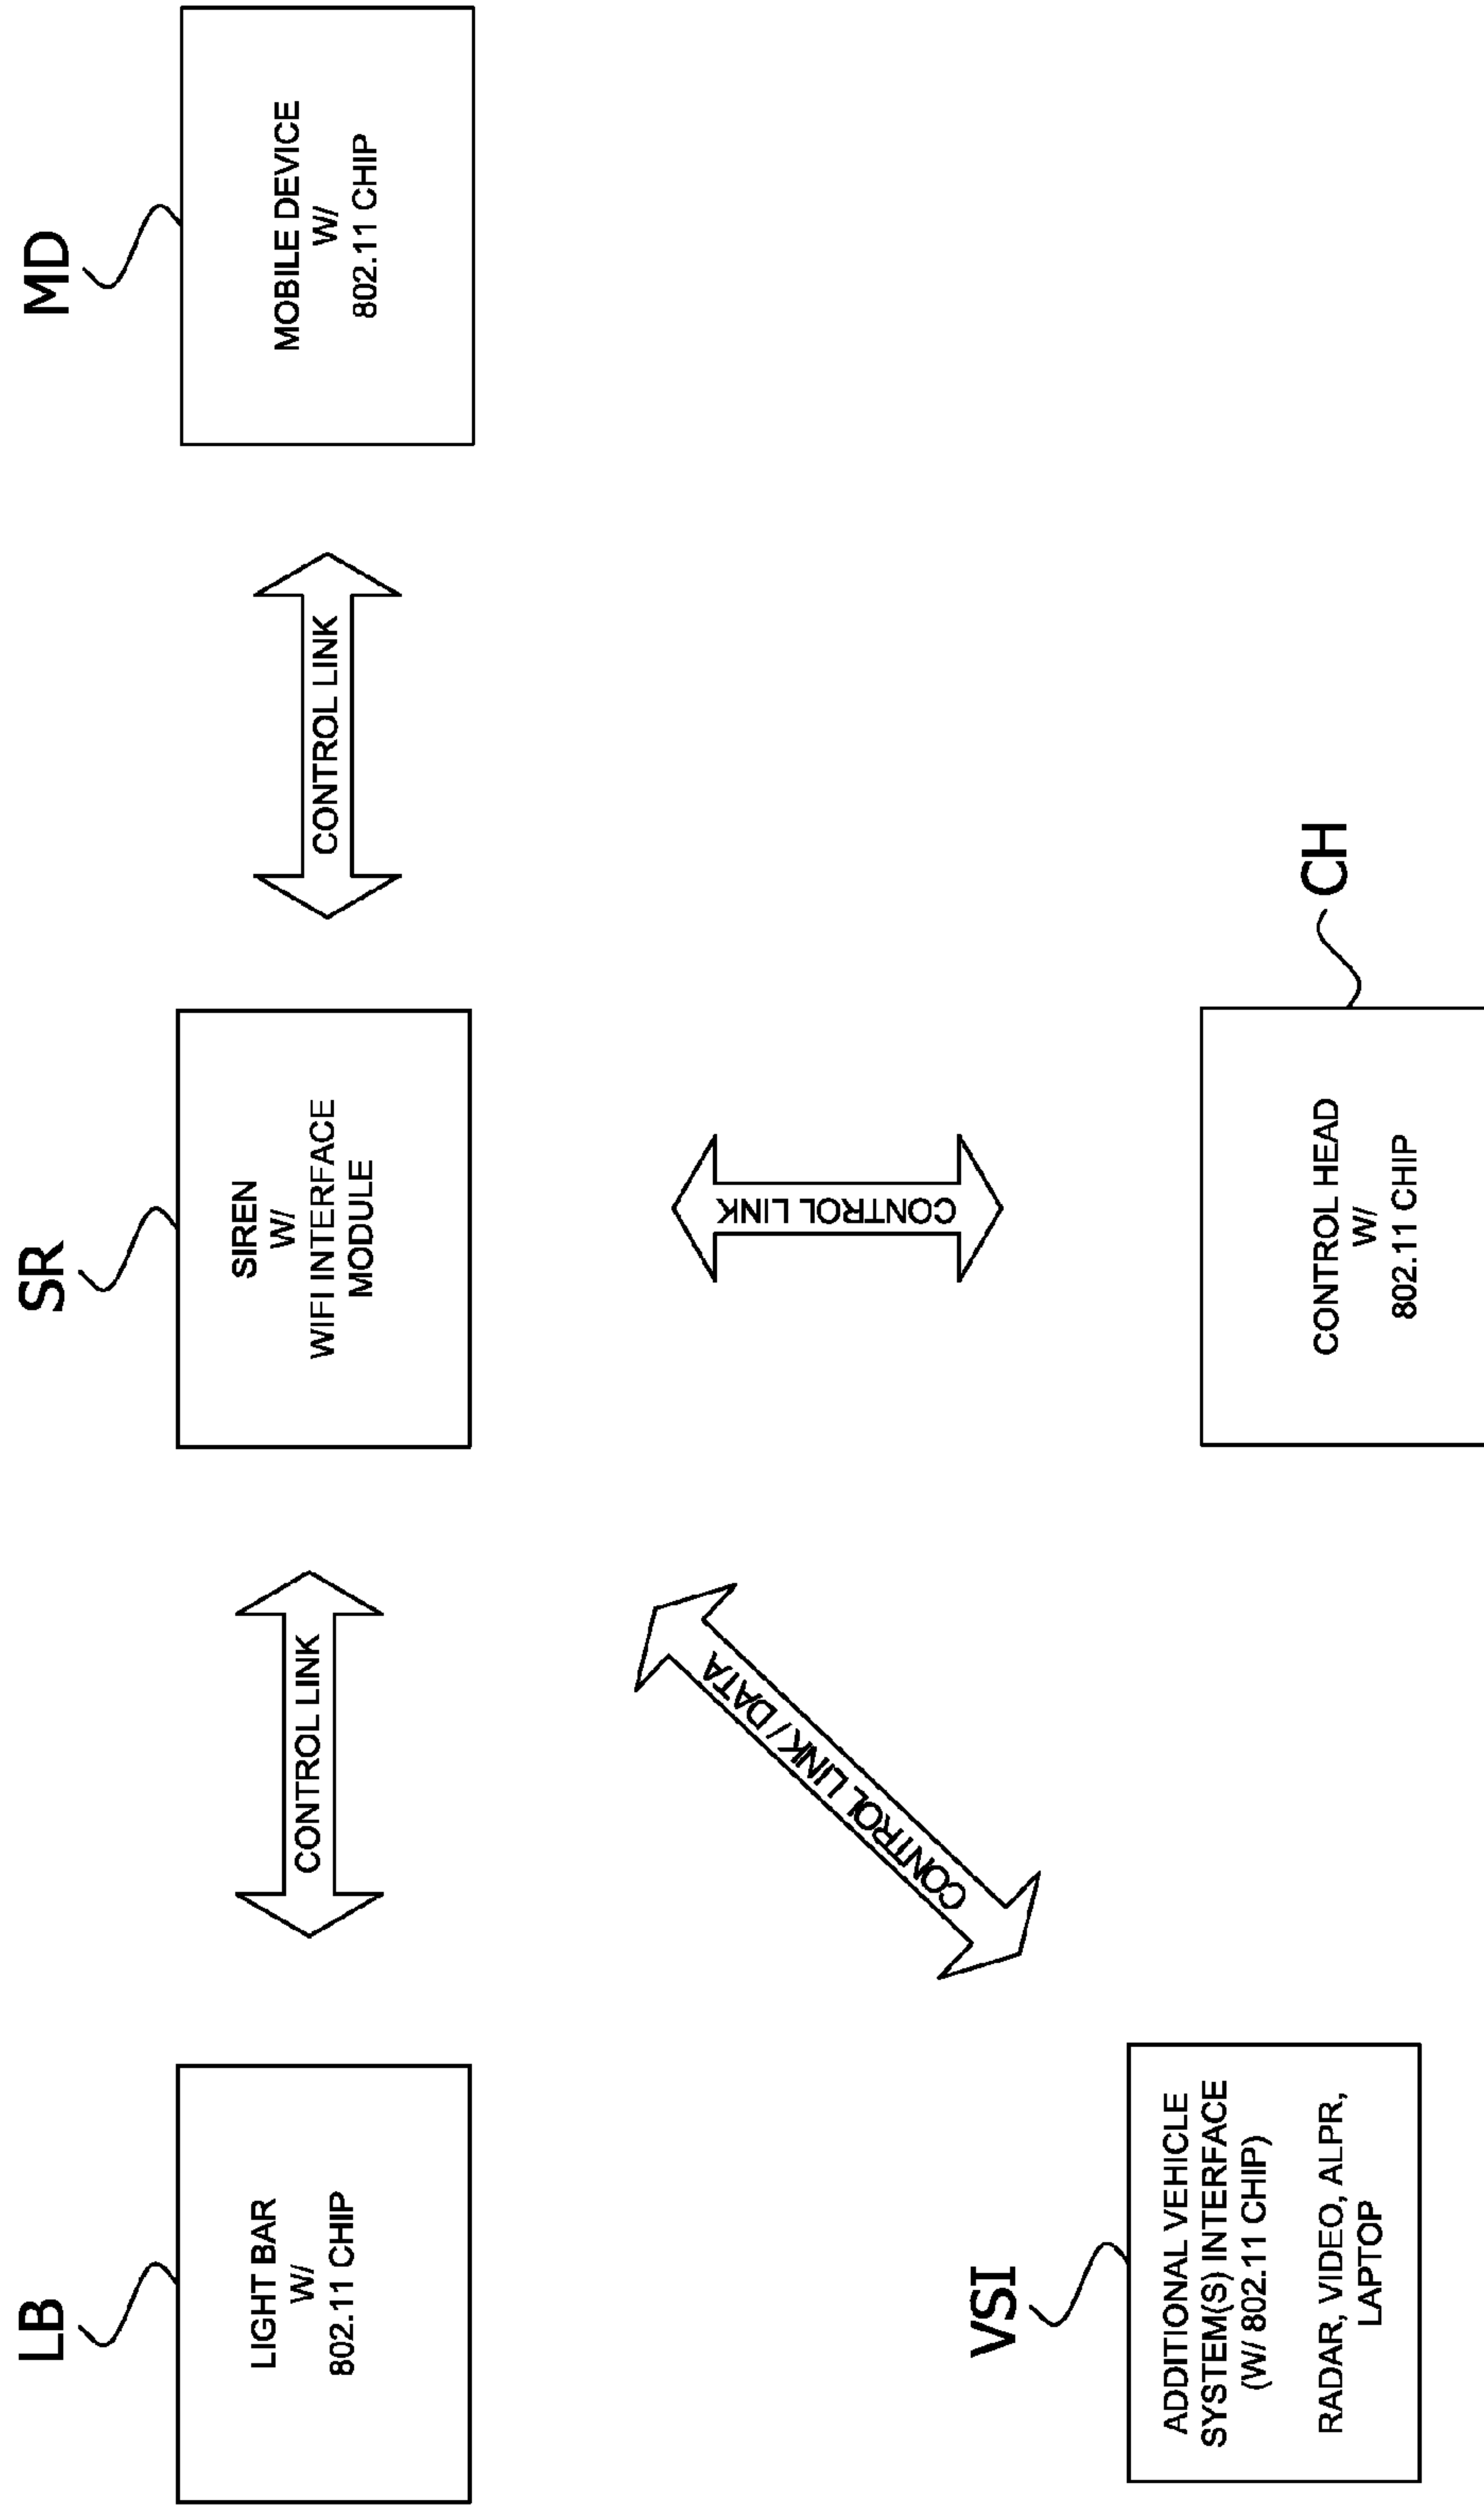 LB
LIGHT BAR
W/
802.11 CHIP
CONTROL LINK
SR
SIREN
W/
WIFI INTERFACE
MODULE
CONTROL LINK
MD
MOBILE DEVICE
W/
802.11 CHIP
CONTROL LINK/DATA
CONTROL LINK
VSI
ADDITIONAL VEHICLE
SYSTEM(S) INTERFACE
(W/ 802.11 CHIP)
RADAR, VIDEO, ALPR,
LAPTOP
CH
CONTROL HEAD
W/
802.11 CHIP